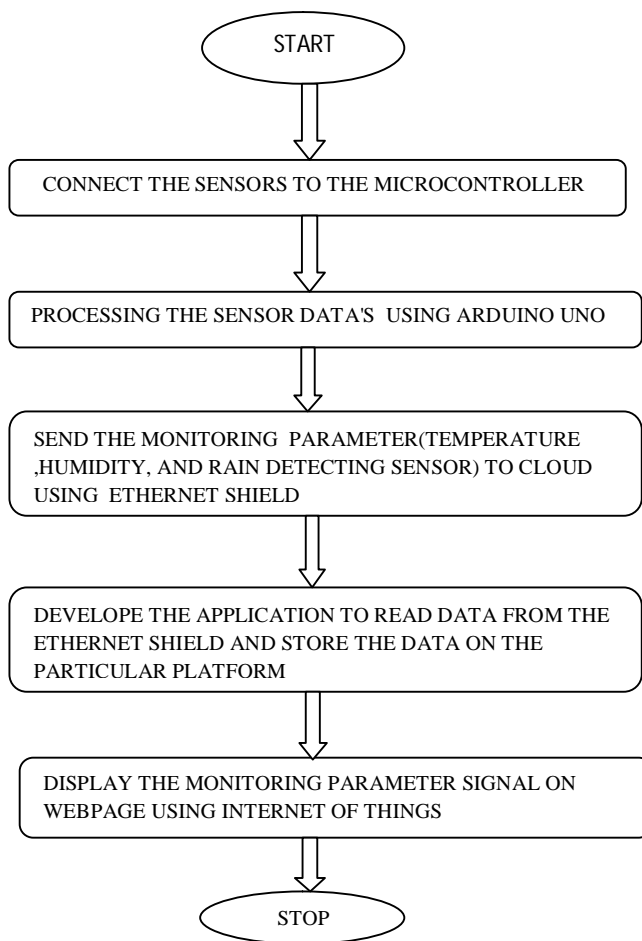 START
CONNECT THE SENSORS TO THE MICROCONTROLLER
PROCESSING THE SENSOR DATA'S USING ARDUINO UNO
SEND THE MONITORING PARAMETER(TEMPERATURE
,HUMIDITY, AND RAIN DETECTING SENSOR) TO CLOUD
USING ETHERNET SHIELD
DEVELOPE THE APPLICATION TO READ DATA FROM THE
ETHERNET SHIELD AND STORE THE DATA ON THE
PARTICULAR PLATFORM
DISPLAY THE MONITORING PARAMETER SIGNAL ON
WEBPAGE USING INTERNET OF THINGS
STOP